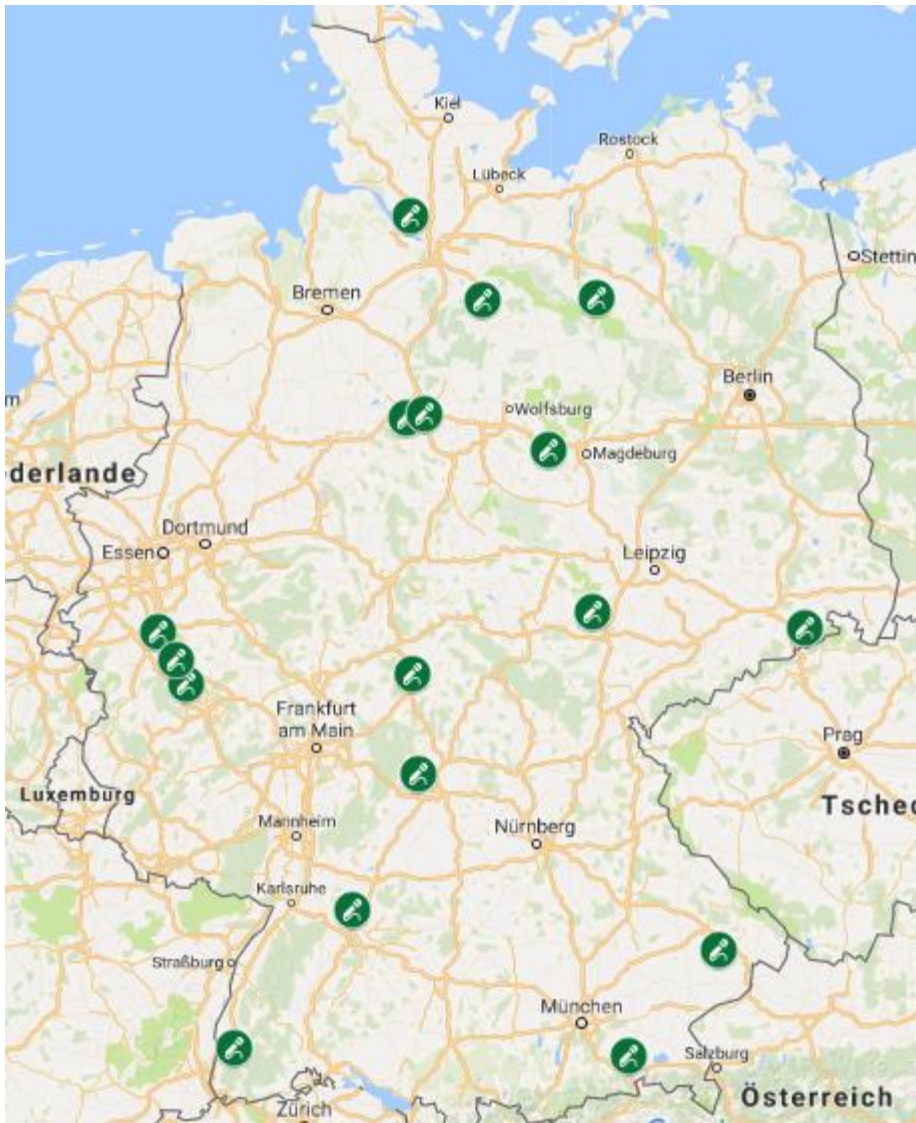 Kiel
Rostock
Lübeck
Stettin
Bremen
Berlin
Wolfsburg
Magdeburg
m
derlande
Dortmund
Essen
Leipzig
Frankfurt
am Main
Prag
Luxemburg
Tschec
Mannheim
Nürnberg
Karlsruhe
Straßburg
München
Salzburg
Österreich
Zürich